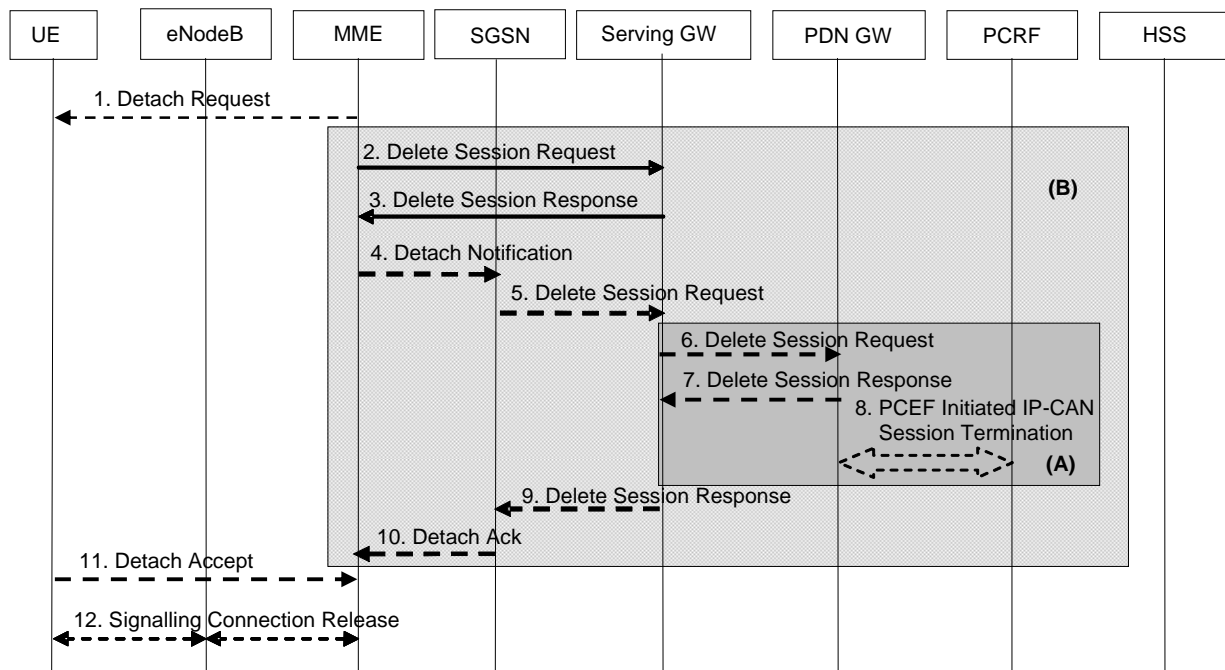 UE
eNodeB
MME
SGSN
Serving GW
PDN GW
PCRF
HSS
1. Detach Request
2. Delete Session Request
(B)
3. Delete Session Response
4. Detach Notification
5. Delete Session Request
6. Delete Session Request
7. Delete Session Response
8. PCEF Initiated IP-CAN
Session Termination
(A)
9. Delete Session Response
10. Detach Ack
11. Detach Accept
12. Signalling Connection Release